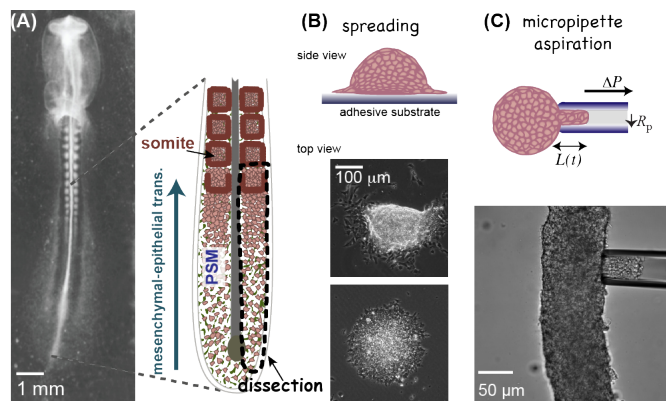 (A)
1 mm
mesenchymal-epithelial trans.
somite
PSM
dissection
(B)
spreading
side view
adhesive substrate
top view
100 μm
(C)
micropipette
aspiration
ΔP
Rp
L(t)
50 μm